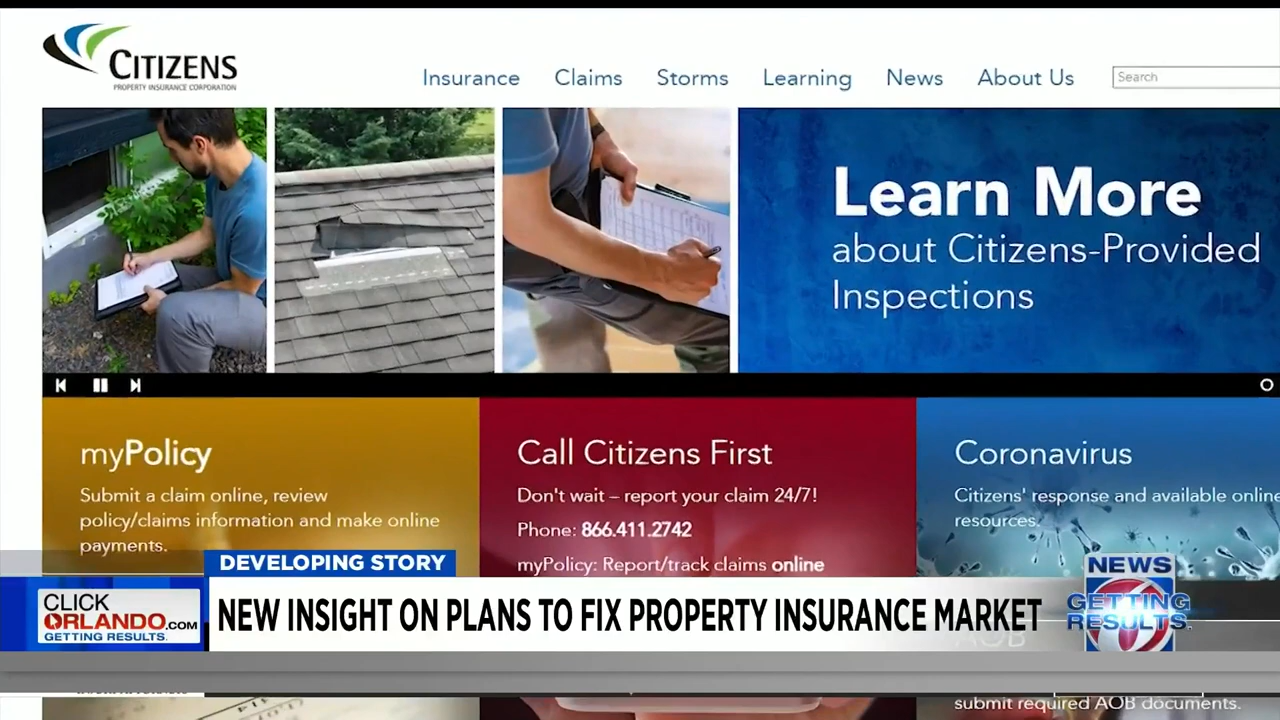 CITIZENS
PROPERTY INSURANCE CORPORATION
Insurance Claims Storms Learning News About Us
Search
Learn More
about Citizens-Provided
Inspections
myPolicy
Submit a claim online, review
policy/claims information and make online
payments.
Call Citizens First
Don't wait – report your claim 24/7!
Phone: 866.411.2742
myPolicy: Report/track claims online
Coronavirus
Citizens' response and available online
resources.
DEVELOPING STORY
CLICK
ORLANDO.COM
GETTING RESULTS.
NEW INSIGHT ON PLANS TO FIX PROPERTY INSURANCE MARKET
NEWS
6
GETTING
RESULTS.
AOB
submit required AOB documents.